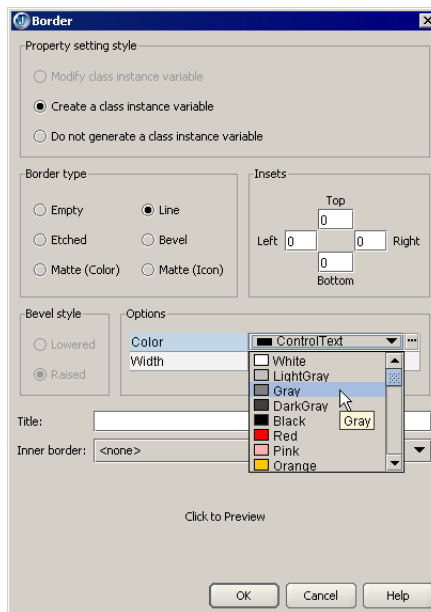 Border
Property setting style
Modify class instance variable
Create a class instance variable
Do not generate a class instance variable
Border type
Empty
Line
Etched
Bevel
Matte (Color)
Matte (Icon)
Insets
Top
0
Left 0 0 Right
0
Bottom
Bevel style
Lowered
Raised
Options
Color ControlText ...
Width
White
LightGray
Gray
DarkGray
Black
Gray
Red
Pink
Orange
Title:
Inner border: <none>
Click to Preview
OK Cancel Help